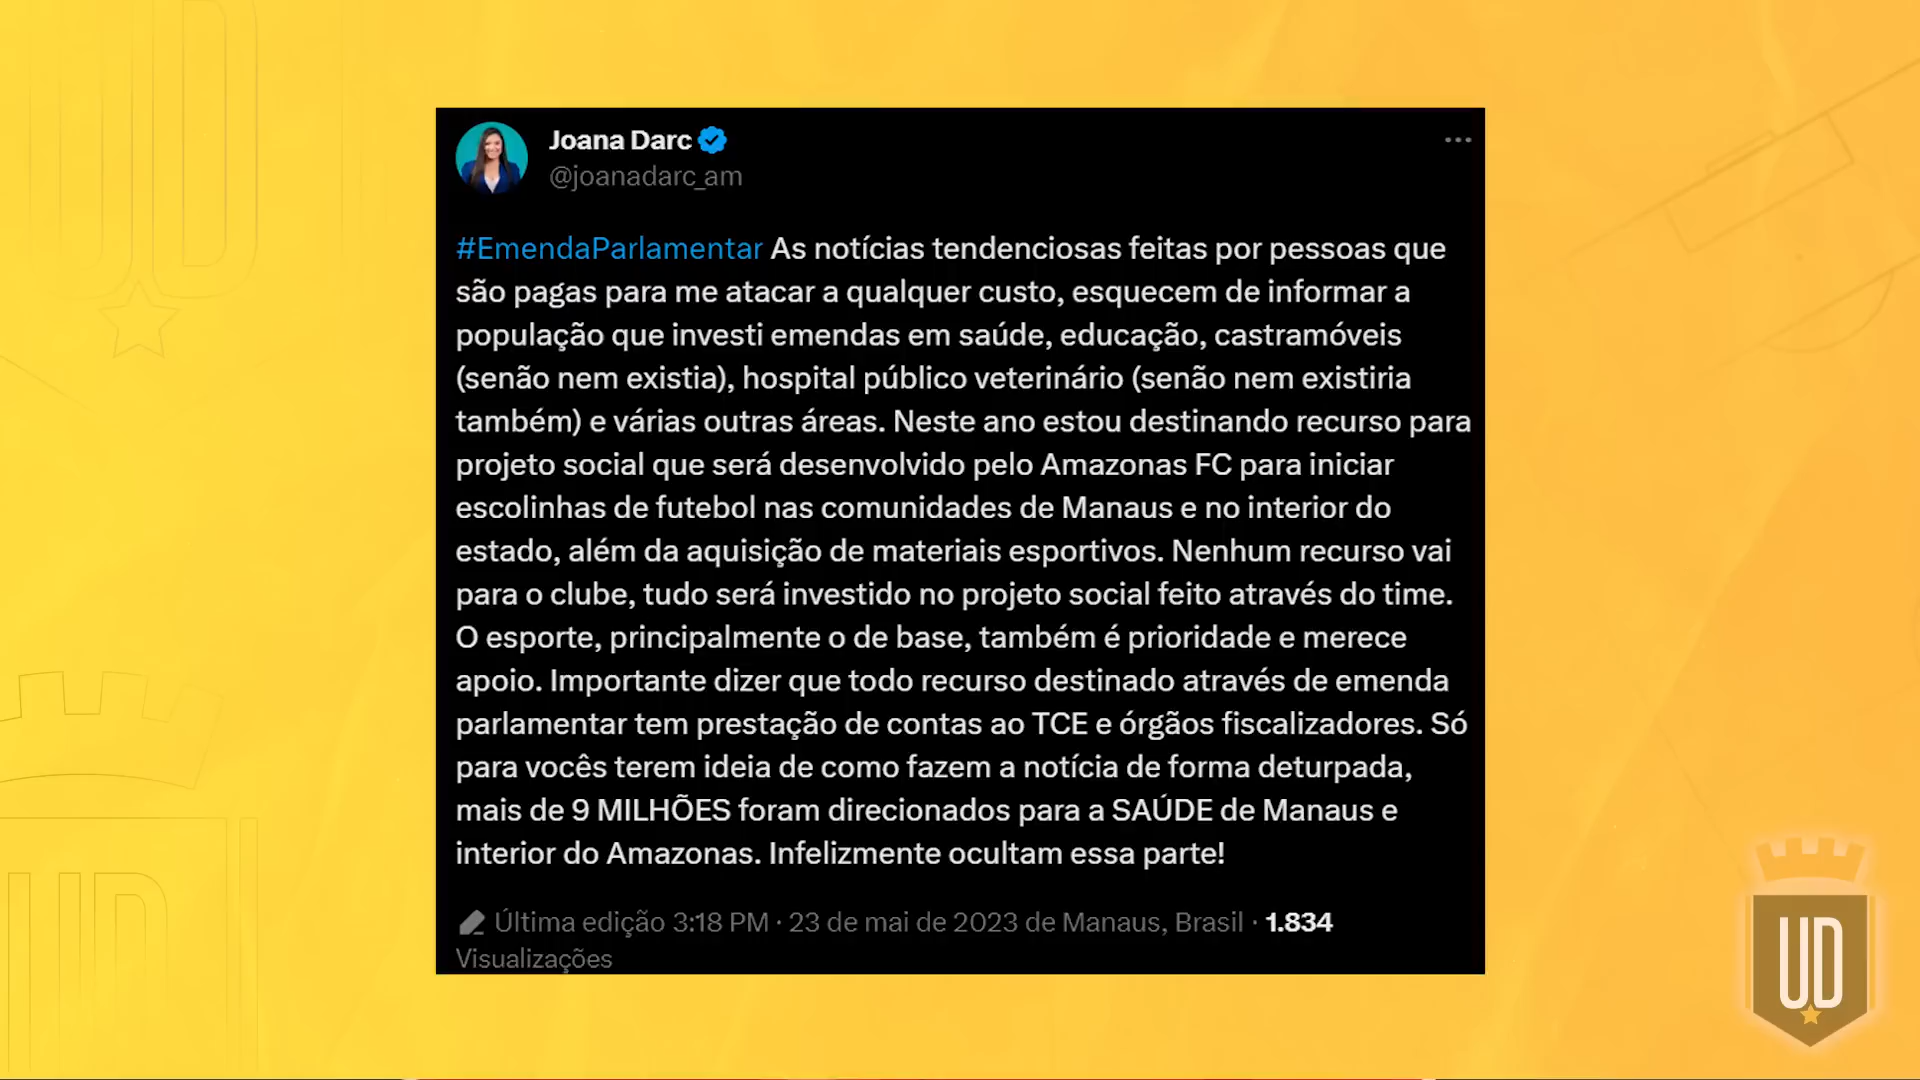 Joana Darc
@joanadarc_am
#EmendaParlamentar As notícias tendenciosas feitas por pessoas que
são pagas para me atacar a qualquer custo, esquecem de informar a
população que investi emendas em saúde, educação, castramóveis
(senão nem existia), hospital público veterinário (senão nem existiria
também) e várias outras áreas. Neste ano estou destinando recurso para
projeto social que será desenvolvido pelo Amazonas FC para iniciar
escolinhas de futebol nas comunidades de Manaus e no interior do
estado, além da aquisição de materiais esportivos. Nenhum recurso vai
para o clube, tudo será investido no projeto social feito através do time.
O esporte, principalmente o de base, também é prioridade e merece
apoio. Importante dizer que todo recurso destinado através de emenda
parlamentar tem prestação de contas ao TCE e órgãos fiscalizadores. Só
para vocês terem ideia de como fazem a notícia de forma deturpada,
mais de 9 MILHÕES foram direcionados para a SAÚDE de Manaus e
interior do Amazonas. Infelizmente ocultam essa parte!
Última edição 3:18 PM · 23 de mai de 2023 de Manaus, Brasil · 1.834
Visualizações
UD
UD
UD